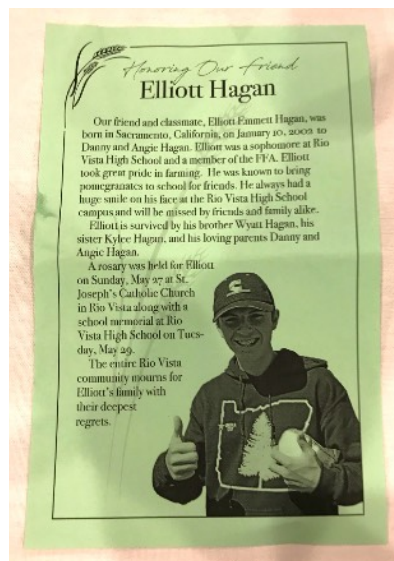 Honoring Our Friend
Elliott Hagan
Our friend and classmate, Elliott Emmett Hagan, was
born in Sacramento, California, on January 10, 2002 to
Danny and Angie Hagan. Elliott was a sophomore at Rio
Vista High School and a member of the FFA. Elliott
took great pride in farming. He was known to bring
pomegranates to school for friends. He always had a
huge smile on his face at the Rio Vista High School
campus and will be missed by friends and family alike.
Elliott is survived by his brother Wyatt Hagan, his
sister Kylee Hagan, and his loving parents Danny and
Angie Hagan.
A rosary was held for Elliott
on Sunday, May 27 at St.
Joseph's Catholic Church
in Rio Vista along with a
school memorial at Rio
Vista High School on Tues-
day, May 29.
The entire Rio Vista
community mourns for
Elliott's family with
their deepest
regrets.